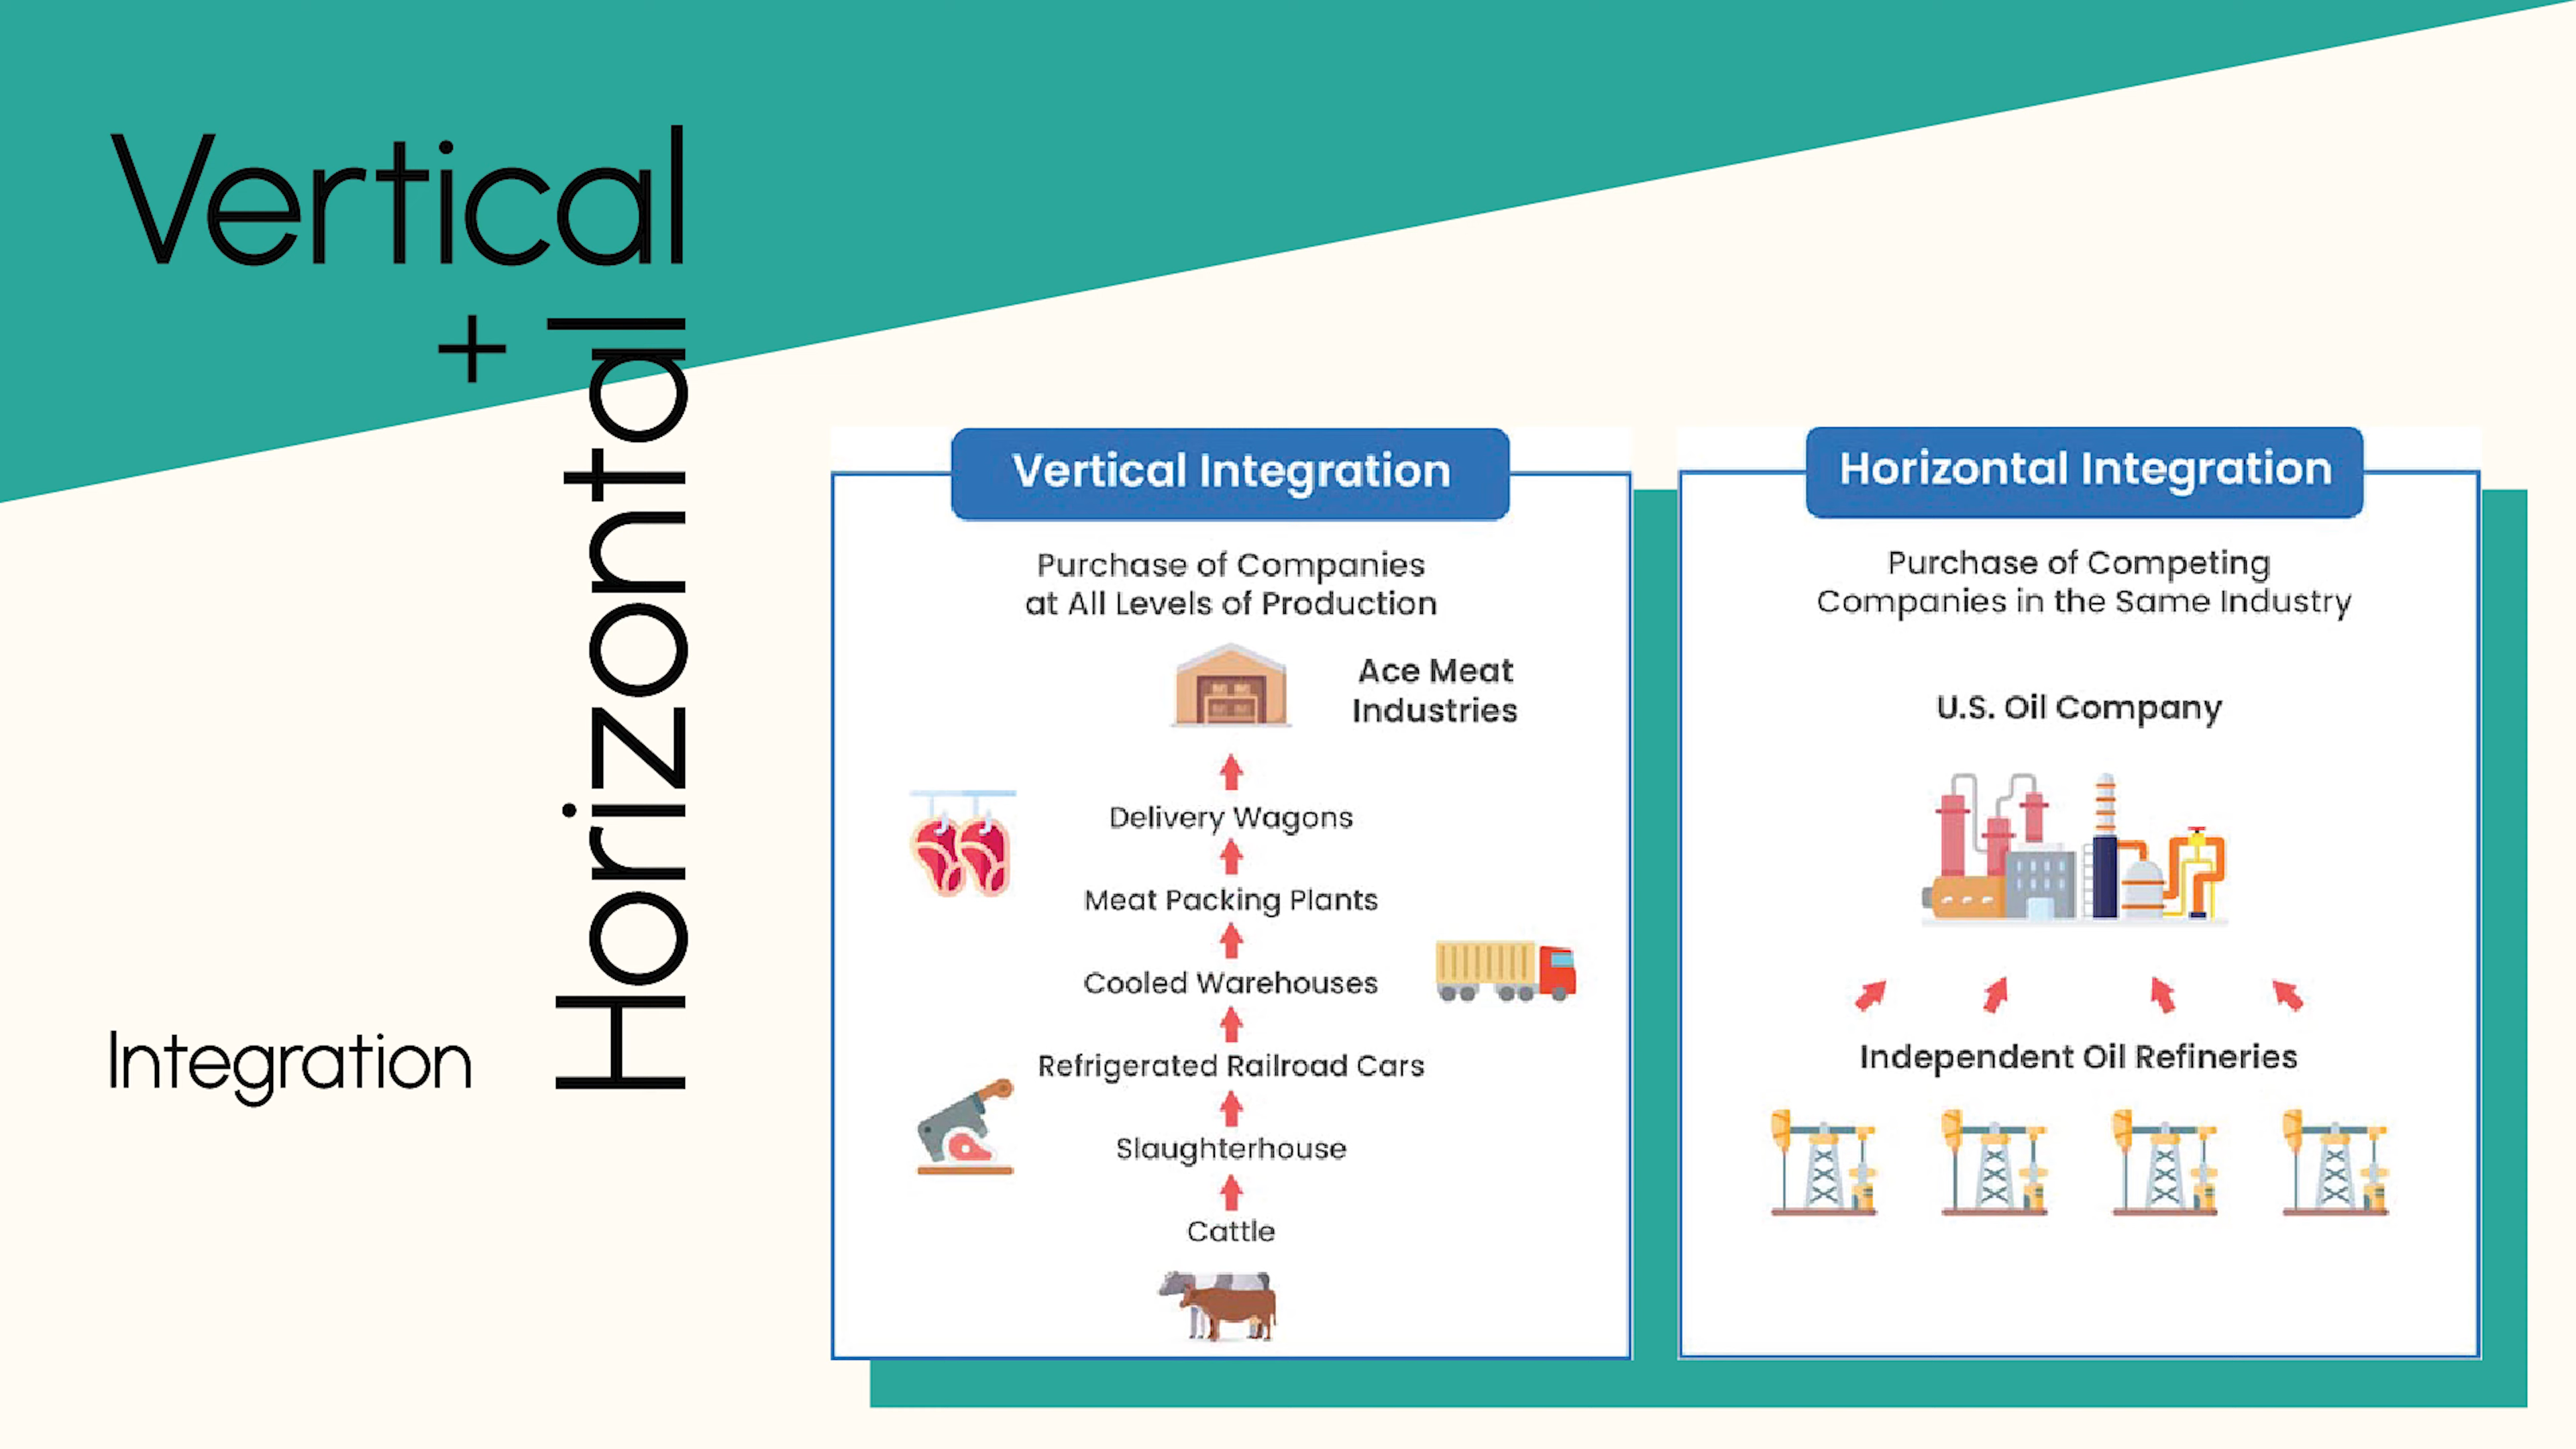 Vertical
+
Horizontal
Integration
Vertical Integration
Purchase of Companies
at All Levels of Production
Ace Meat
Industries
Delivery Wagons
Meat Packing Plants
Cooled Warehouses
Refrigerated Railroad Cars
Slaughterhouse
Cattle
Horizontal Integration
Purchase of Competing
Companies in the Same Industry
U.S. Oil Company
Independent Oil Refineries